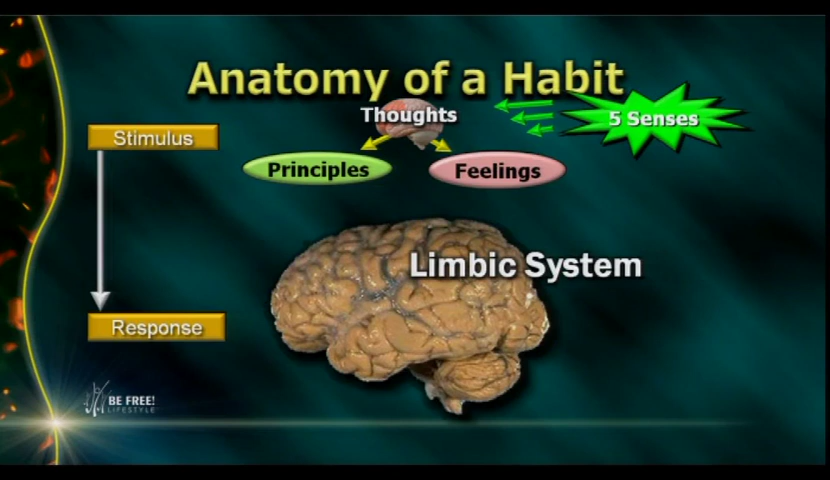 Anatomy of a Habit
Thoughts
5 Senses
Stimulus
Principles
Feelings
Limbic System
Response
BE FREE!
LIFESTYLE